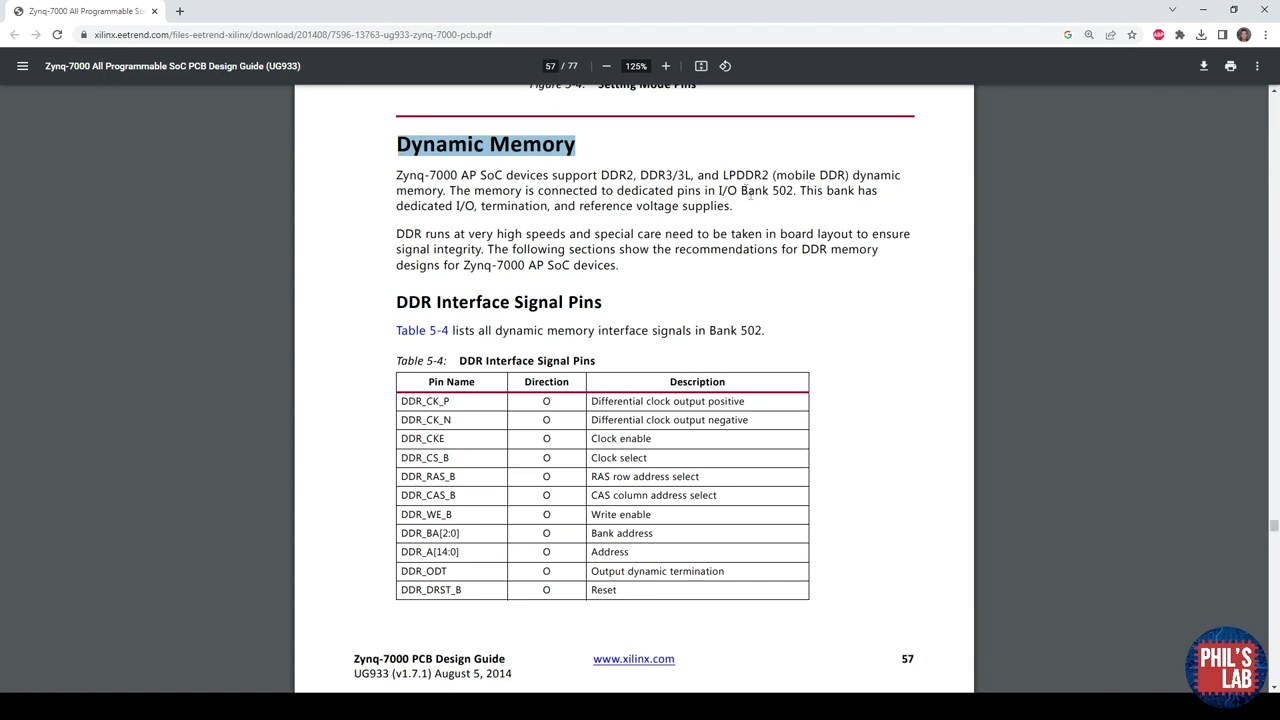 Zynq-7000 All Programmable So
xilinx.eetrend.com/files-eetrend-xilinx/download/201408/7596-13763-ug933-zynq-7000-pcb.pdf
Zynq-7000 All Programmable SoC PCB Design Guide (UG933)
57 / 77
125%
Figure 5-4: Setting Mode Pins
Dynamic Memory
Zynq-7000 AP SoC devices support DDR2, DDR3/3L, and LPDDR2 (mobile DDR) dynamic
memory. The memory is connected to dedicated pins in I/O Bank 502. This bank has
dedicated I/O, termination, and reference voltage supplies.
DDR runs at very high speeds and special care need to be taken in board layout to ensure
signal integrity. The following sections show the recommendations for DDR memory
designs for Zynq-7000 AP SoC devices.
DDR Interface Signal Pins
Table 5-4 lists all dynamic memory interface signals in Bank 502.
Table 5-4: DDR Interface Signal Pins
Pin Name Direction Description
DDR_CK_P O Differential clock output positive
DDR_CK_N O Differential clock output negative
DDR_CKE O Clock enable
DDR_CS_B O Clock select
DDR_RAS_B O RAS row address select
DDR_CAS_B O CAS column address select
DDR_WE_B O Write enable
DDR_BA[2:0] O Bank address
DDR_A[14:0] O Address
DDR_ODT O Output dynamic termination
DDR_DRST_B O Reset
Zynq-7000 PCB Design Guide www.xilinx.com 57
UG933 (v1.7.1) August 5, 2014
PHIL'S
LAB